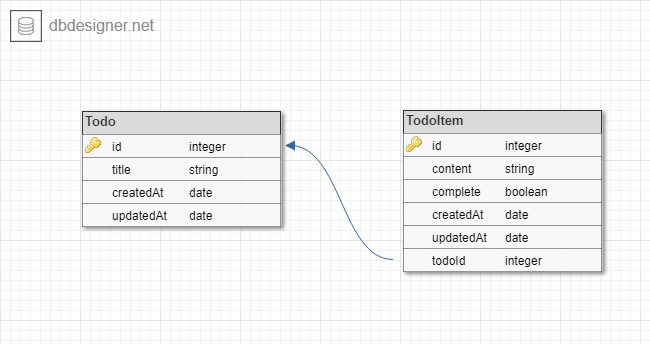 dbdesigner.net
Todo
id integer
title string
createdAt date
updatedAt date
TodoItem
id integer
content string
complete boolean
createdAt date
updatedAt date
todoId integer